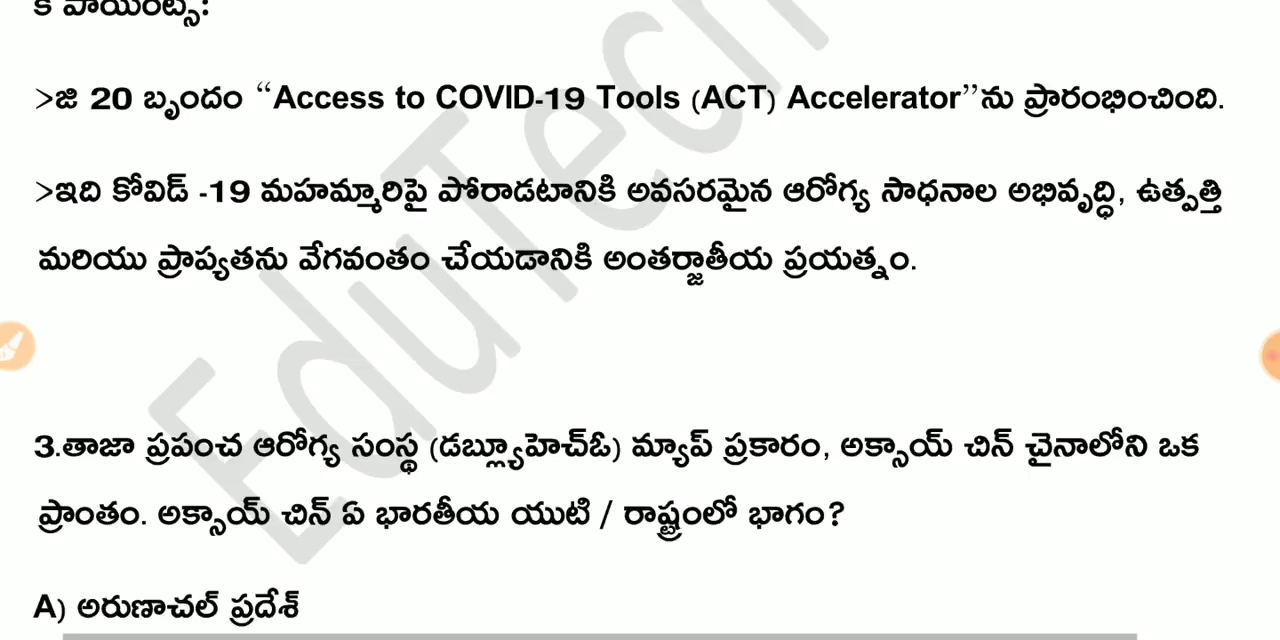 కీ పాయింట్స్:
>జి 20 బృందం “Access to COVID-19 Tools (ACT) Accelerator”ను ప్రారంభించింది.
>ఇది కోవిడ్ -19 మహమ్మారిపై పోరాడటానికి అవసరమైన ఆరోగ్య సాధనాల అభివృద్ధి, ఉత్పత్తి
మరియు ప్రాప్యతను వేగవంతం చేయడానికి అంతర్జాతీయ ప్రయత్నం.
EduTech
3.తాజా ప్రపంచ ఆరోగ్య సంస్థ (డబ్ల్యూహెచ్ఓ) మ్యాప్ ప్రకారం, అక్సాయ్ చిన్ చైనాలోని ఒక
ప్రాంతం. అక్సాయ్ చిన్ ఏ భారతీయ యుటి / రాష్ట్రంలో భాగం?
A) అరుణాచల్ ప్రదేశ్